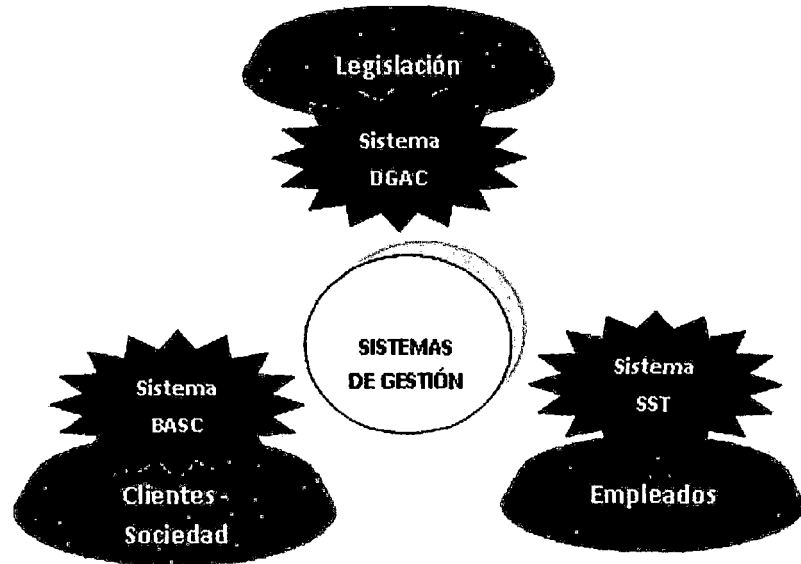 Legislación
Sistema
DGAC
SISTEMAS
DE GESTIÓN
Sistema
BASC
Clientes -
Sociedad
Sistema
SST
Empleados